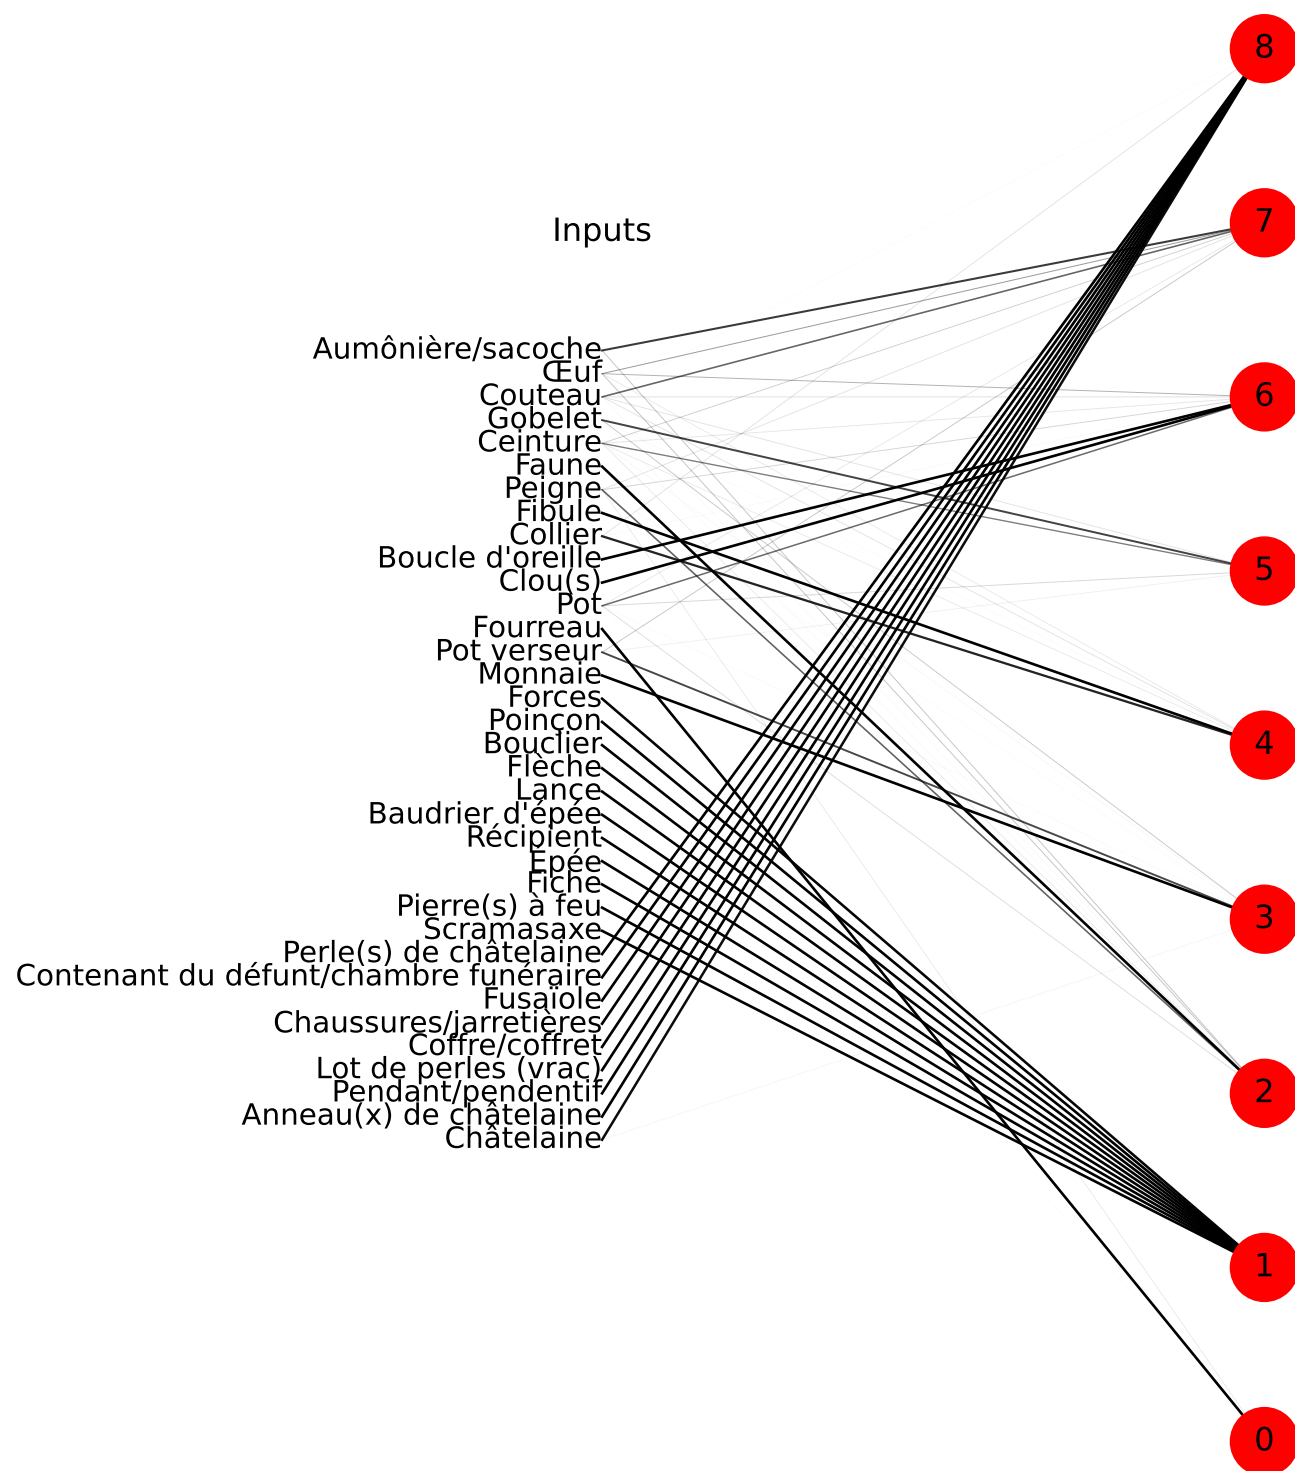 8
7
Inputs
Aumônière/sacoche
Œuf
Couteau
6
Gobelet
Ceinture
Faune
Peigne
Fibule
Collier
Boucle d'oreille
5
Clou(s)
Pot
Fourreau
Pot verseur
Monnaie
Forces
Poinçon
Bouclier
4
Flèche
Lance
Baudrier d'épée
Récipient
Epée
Fiche
Pierre(s) à feu
3
Scramasaxe
Perle(s) de châtelaine
Contenant du défunt/chambre funéraire
Fusaïole
Chaussures/jarretières
Coffre/coffret
Lot de perles (vrac)
Pendant/pendentif
2
Anneau(x) de châtelaine
Châtelaine
1
0